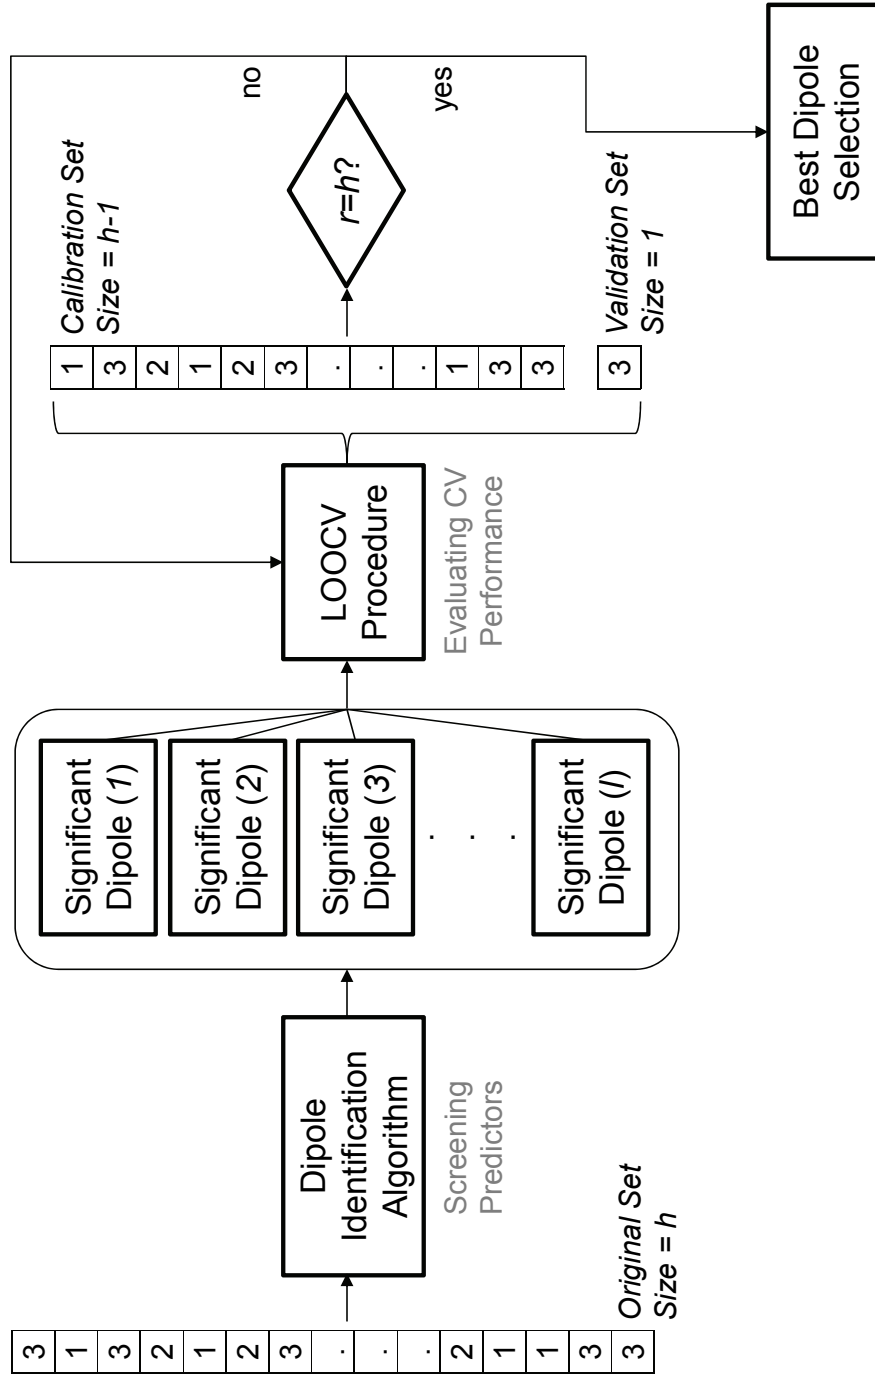 3
1
3
2
1
2
3
.
.
.
2
1
1
3
3
Original Set
Size = h
Dipole
Identification
Algorithm
Screening
Predictors
Significant
Dipole (1)
Significant
Dipole (2)
Significant
Dipole (3)
.
.
.
Significant
Dipole (l)
LOOCV
Procedure
Evaluating CV
Performance
Calibration Set
Size = h-1
1
3
2
1
2
3
.
.
.
1
3
3
3
Validation Set
Size = 1
r=h?
no
yes
Best Dipole
Selection